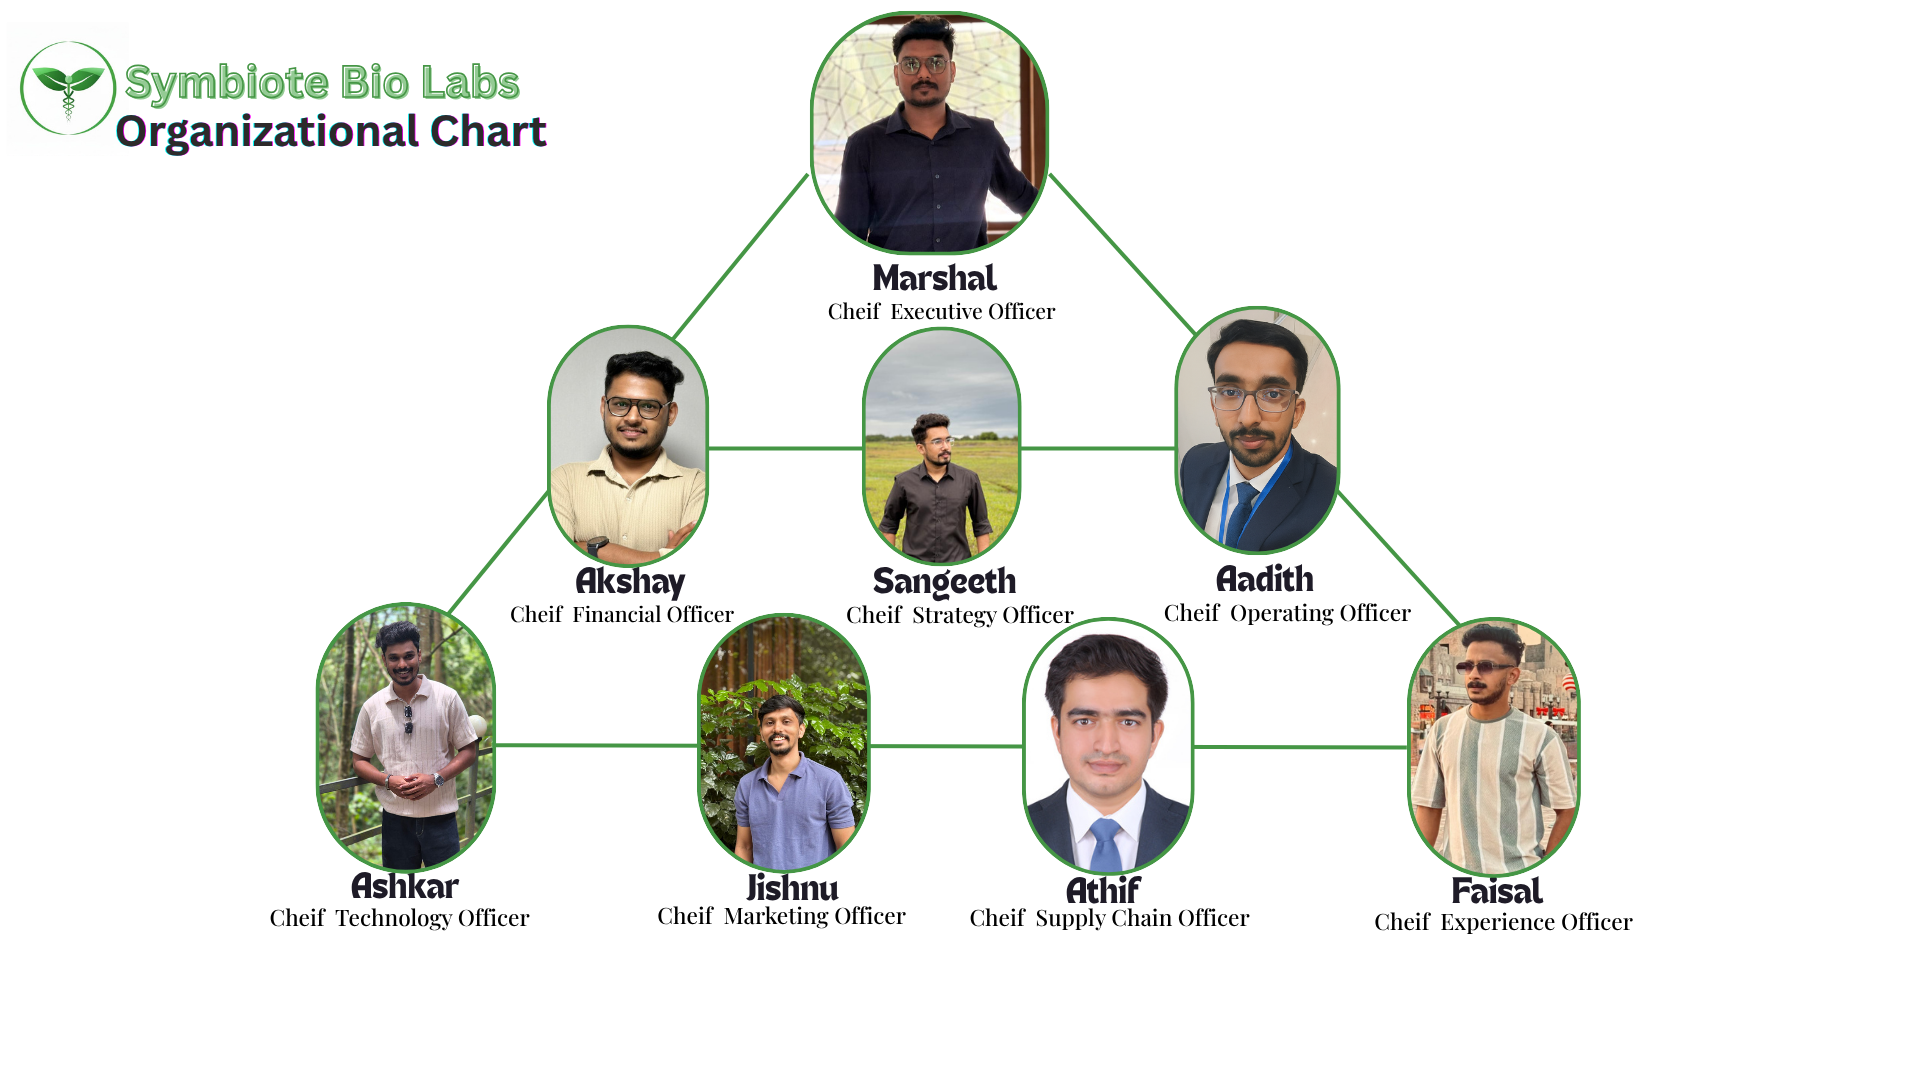 Symbiote Bio Labs
Organizational Chart
Marshal
Cheif Executive Officer
Akshay
Cheif Financial Officer
Sangeeth
Cheif Strategy Officer
Aadith
Cheif Operating Officer
Ashkar
Cheif Technology Officer
Jishnu
Cheif Marketing Officer
Athif
Cheif Supply Chain Officer
Faisal
Cheif Experience Officer